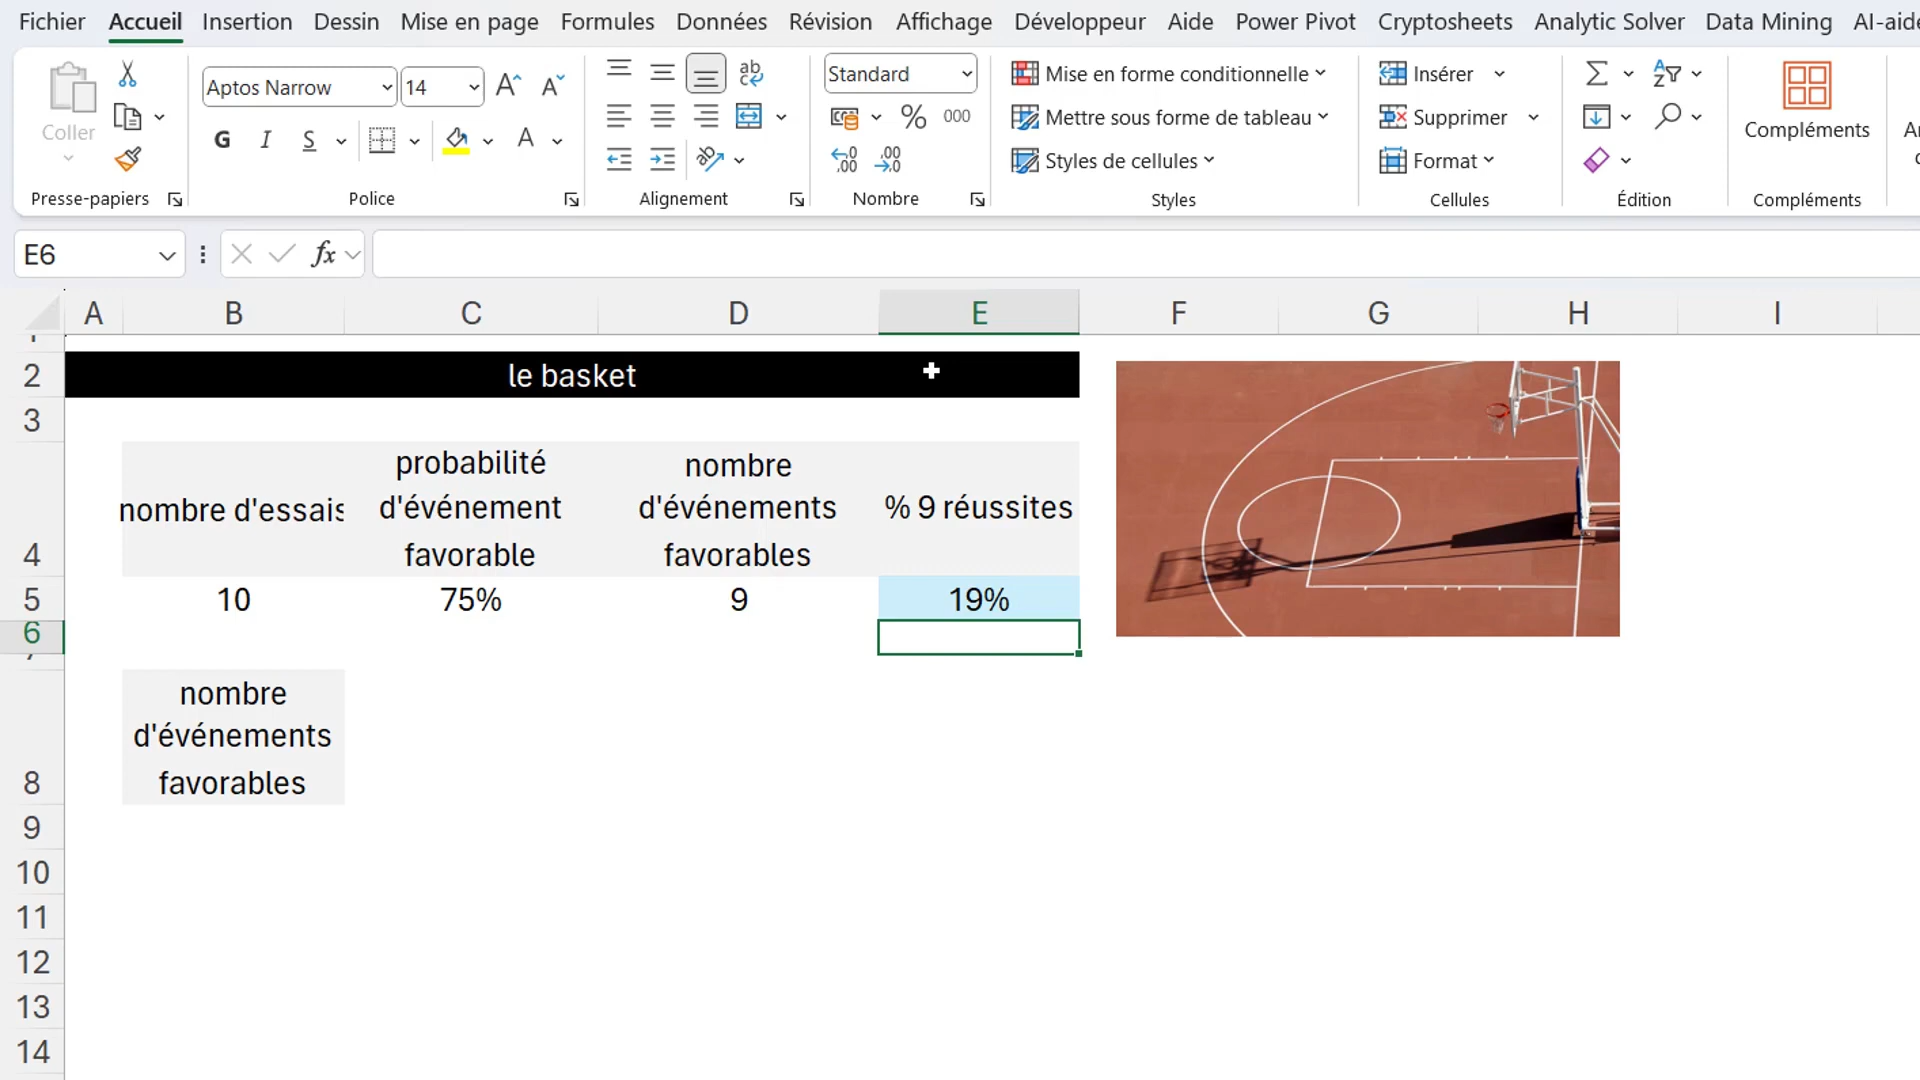 Fichier Accueil Insertion Dessin Mise en page Formules Données Révision Affichage Développeur Aide Power Pivot Cryptosheets Analytic Solver Data Mining
Coller
Aptos Narrow 14
G I S
Standard
% 000
Mise en forme conditionnelle
Mettre sous forme de tableau
Styles de cellules
Insérer
Supprimer
Format
Compléments
Presse-papiers Police Alignement Nombre Styles Cellules Édition Compléments
E6 fx
A B C D E F G H I
2 le basket
3
4 nombre d'essais
probabilité
d'événement
favorable
nombre
d'événements
favorables
% 9 réussites
5 10 75% 9 19%
6
8 nombre
d'événements
favorables
9
10
11
12
13
14